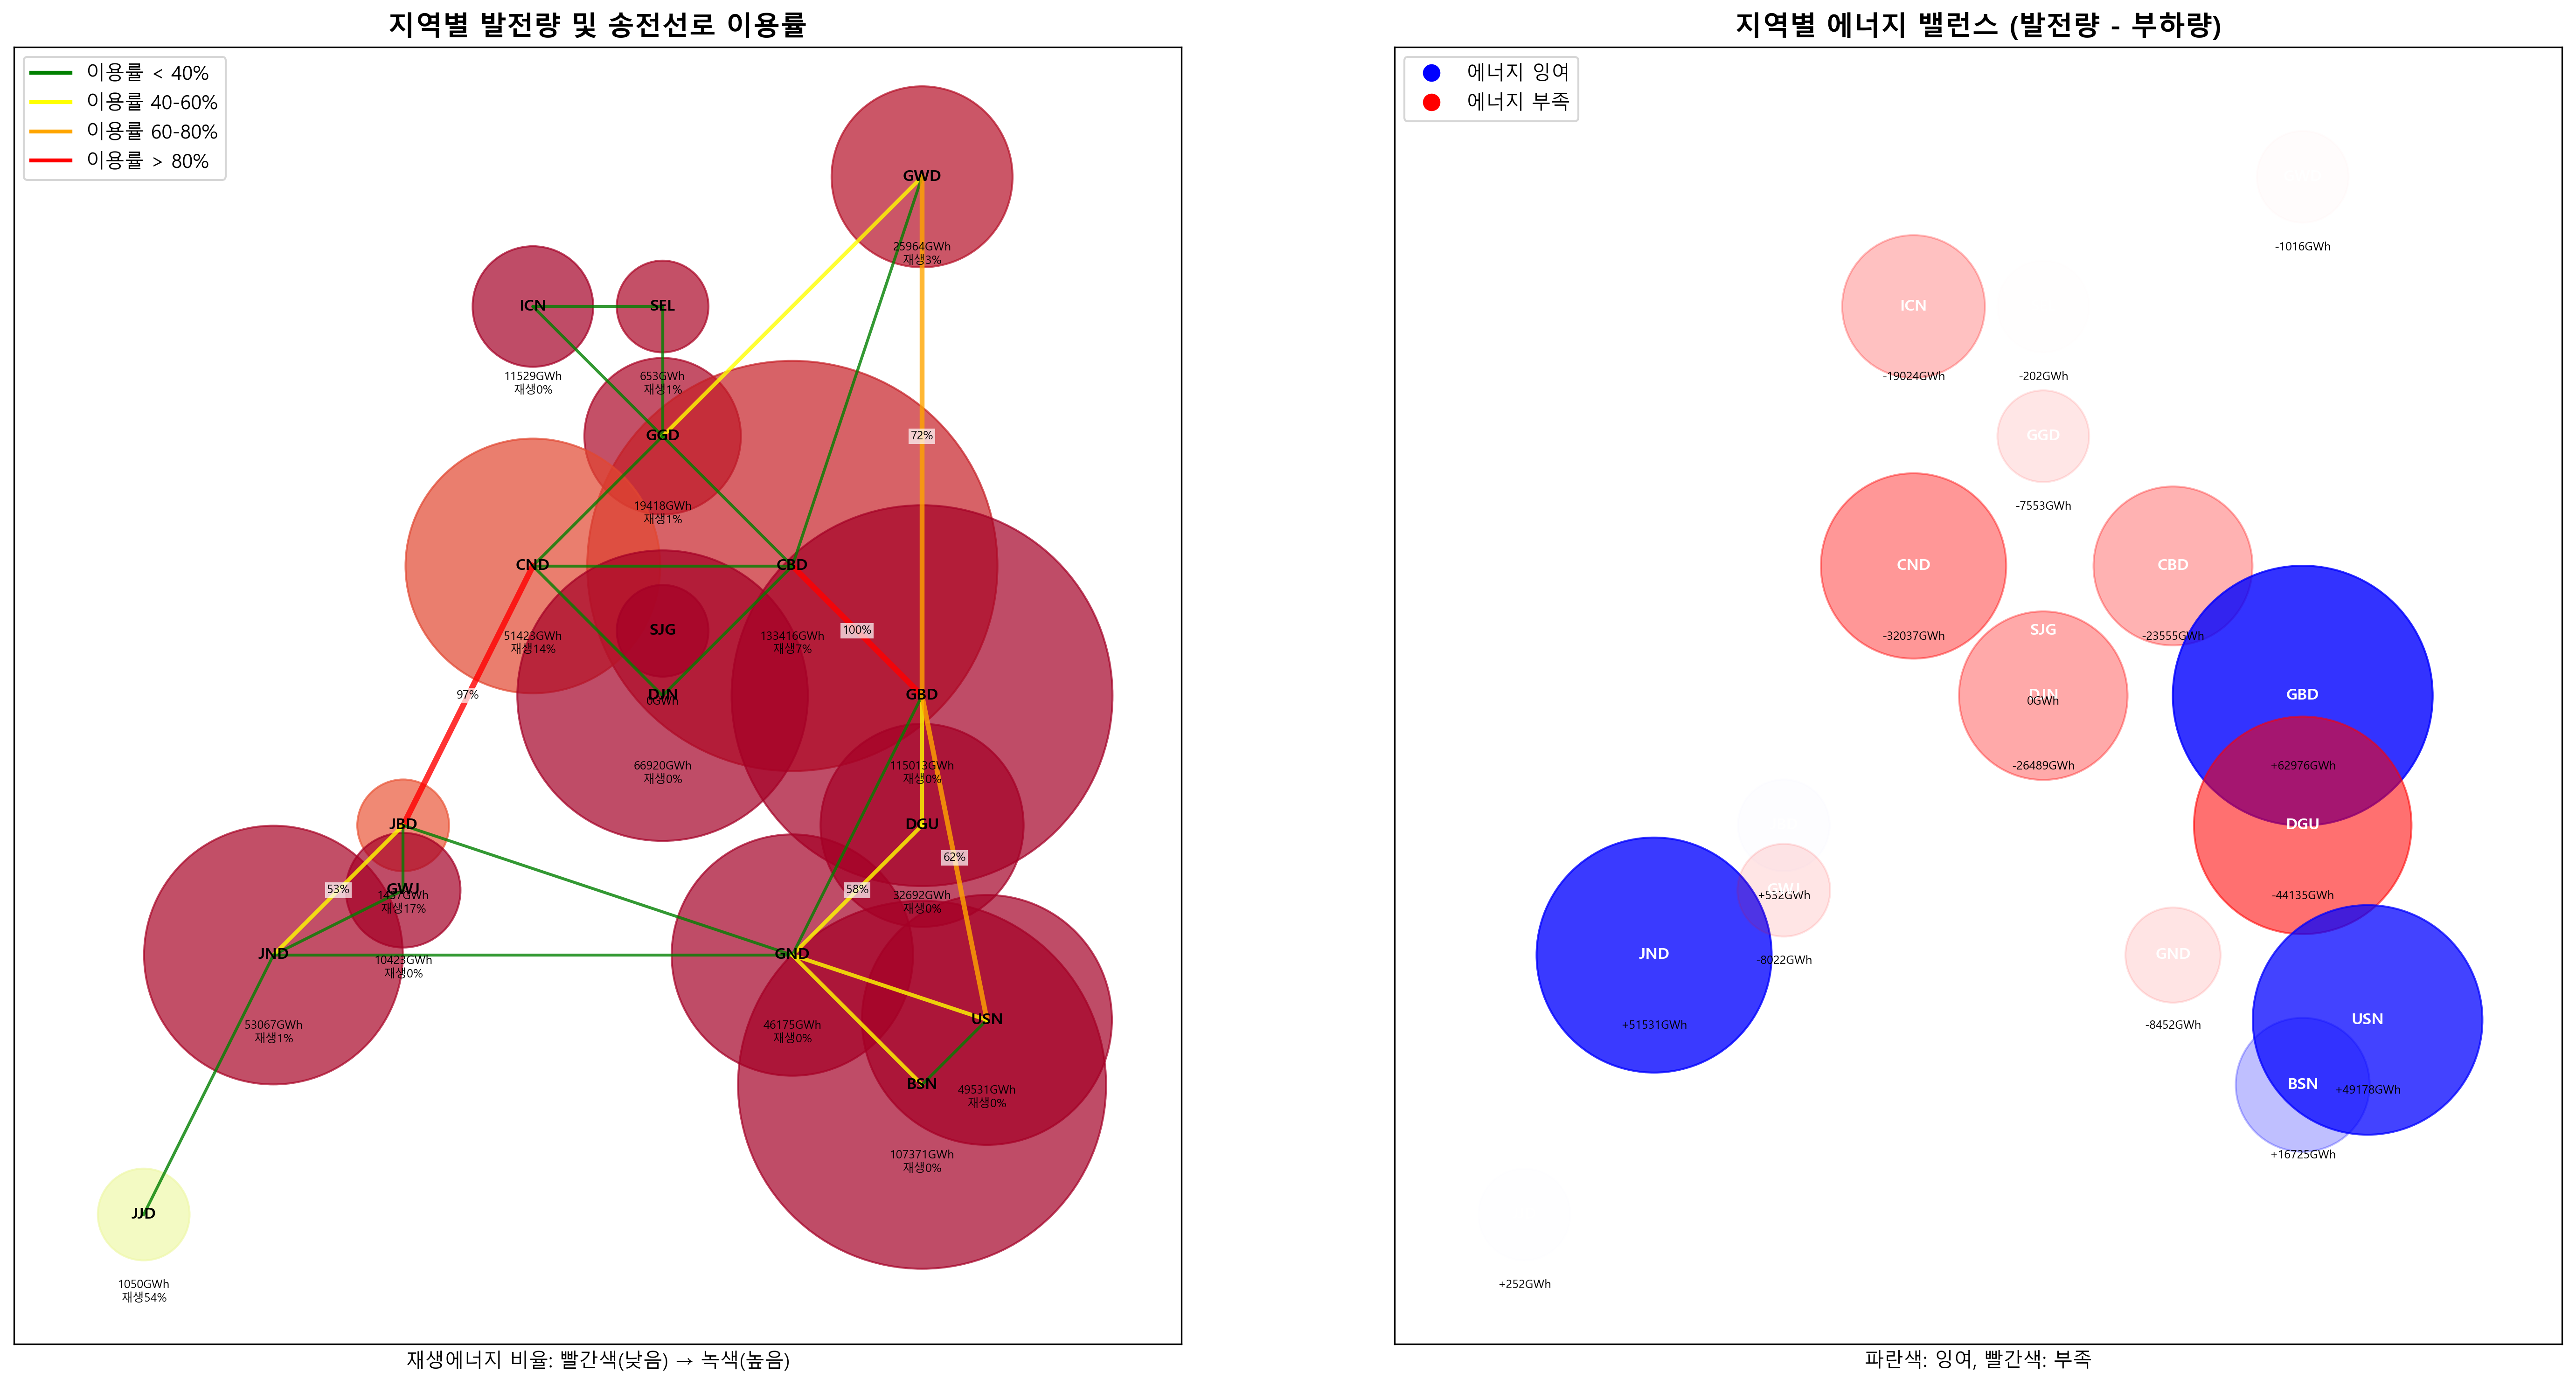 지역별 발전량 및 송전선로 이용률
이용률 < 40%
이용률 40-60%
이용률 60-80%
이용률 > 80%
GWD
25964GWh
재생3%
ICN
SEL
11529GWh
재생0%
653GWh
재생1%
GGD
72%
19418GWh
재생1%
CND
CBD
SJG
100%
51423GWh
재생14%
133416GWh
재생7%
97%
DJN
0GWh
GBD
66920GWh
재생0%
115013GWh
재생0%
JBD
DGU
62%
53%
GWJ
58%
1437GWh
재생17%
32692GWh
재생0%
JND
10423GWh
재생0%
GND
USN
53067GWh
재생1%
46175GWh
재생0%
BSN
49531GWh
재생0%
107371GWh
재생0%
JJD
1050GWh
재생54%
재생에너지 비율: 빨간색(낮음) → 녹색(높음)
지역별 에너지 밸런스 (발전량 - 부하량)
에너지 잉여
에너지 부족
-1016GWh
ICN
-19024GWh
-202GWh
GGD
-7553GWh
CND
CBD
SJG
-32037GWh
-23555GWh
DJN
0GWh
GBD
-26489GWh
+62976GWh
DGU
GWJ
+532GWh
-44135GWh
JND
-8022GWh
GND
USN
+51531GWh
-8452GWh
BSN
+49178GWh
+16725GWh
+252GWh
파란색: 잉여, 빨간색: 부족